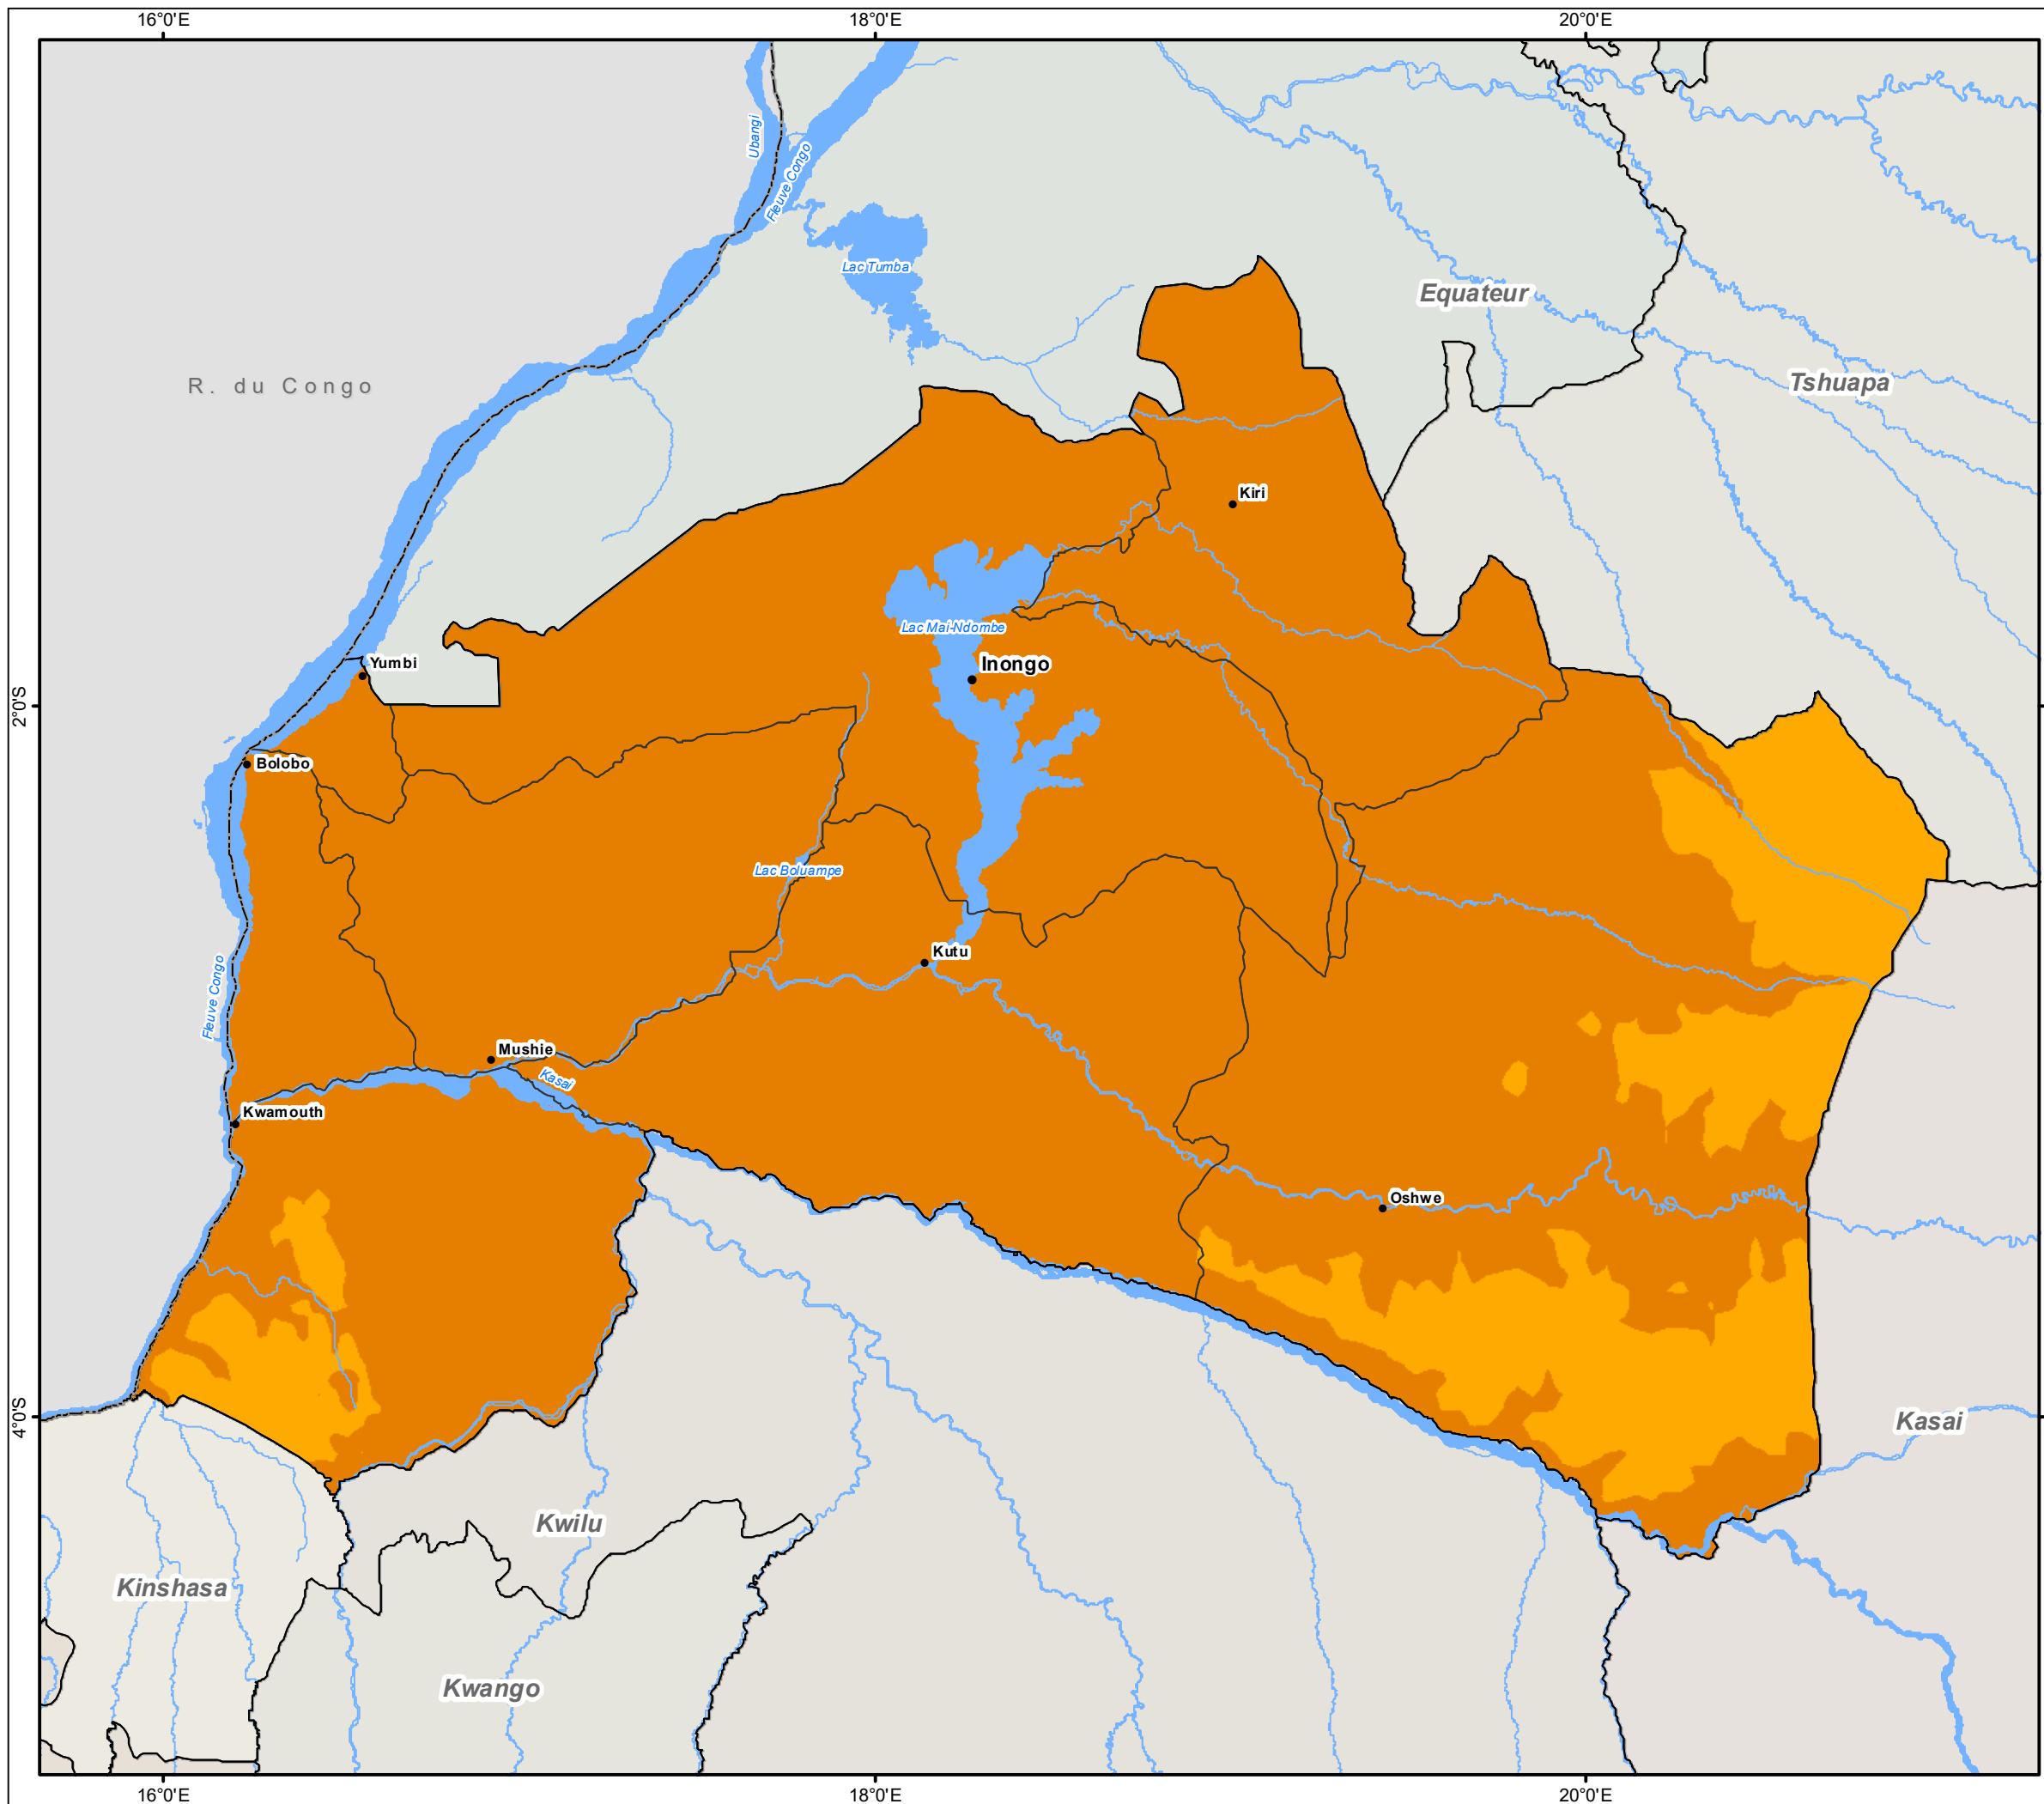 16°0'E
18°0'E
20°0'E
Ubangi
Fleuve Congo
Lac Tumba
Equateur
R. du Congo
Tshuapa
Kiri
Lac Mai-Ndombe
Yumbi
Inongo
2°0'S
Bolobo
Lac Boluampe
Kutu
Fleuve Congo
Mushie
Kasai
Kwamouth
Oshwe
4°0'S
Kasai
Kwilu
Kinshasa
Kwango
16°0'E
18°0'E
20°0'E